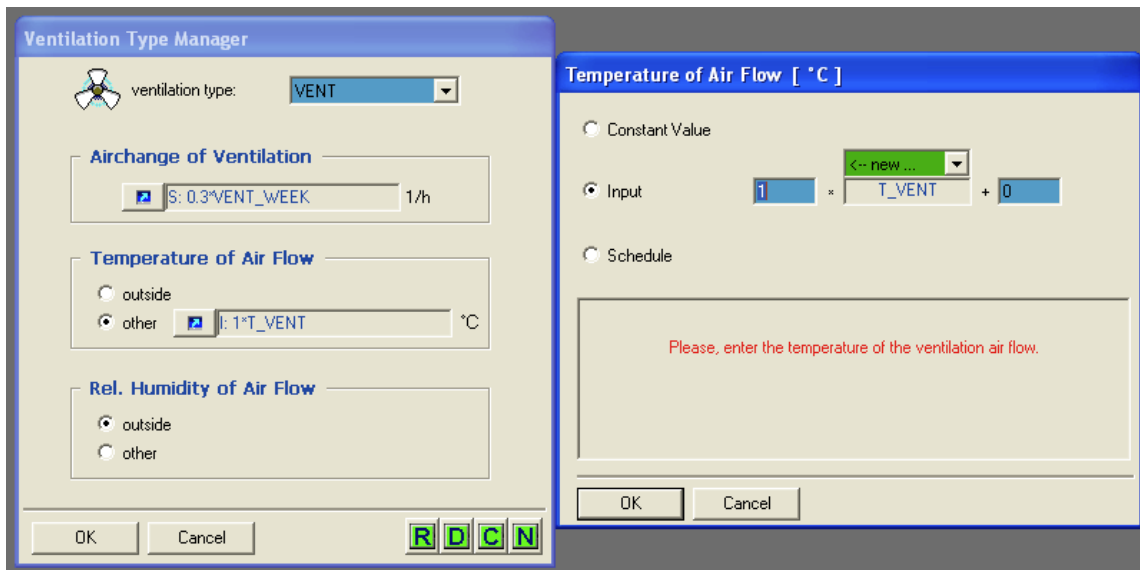 Ventilation Type Manager
ventilation type: VENT
Airchange of Ventilation
S: 0.3*VENT_WEEK 1/h
Temperature of Air Flow
outside
other I: 1*T_VENT °C
Rel. Humidity of Air Flow
outside
other
OK Cancel R D C N
Temperature of Air Flow [ °C ]
Constant Value
<-- new ...
Input 1 * T_VENT + 0
Schedule
Please, enter the temperature of the ventilation air flow.
OK Cancel